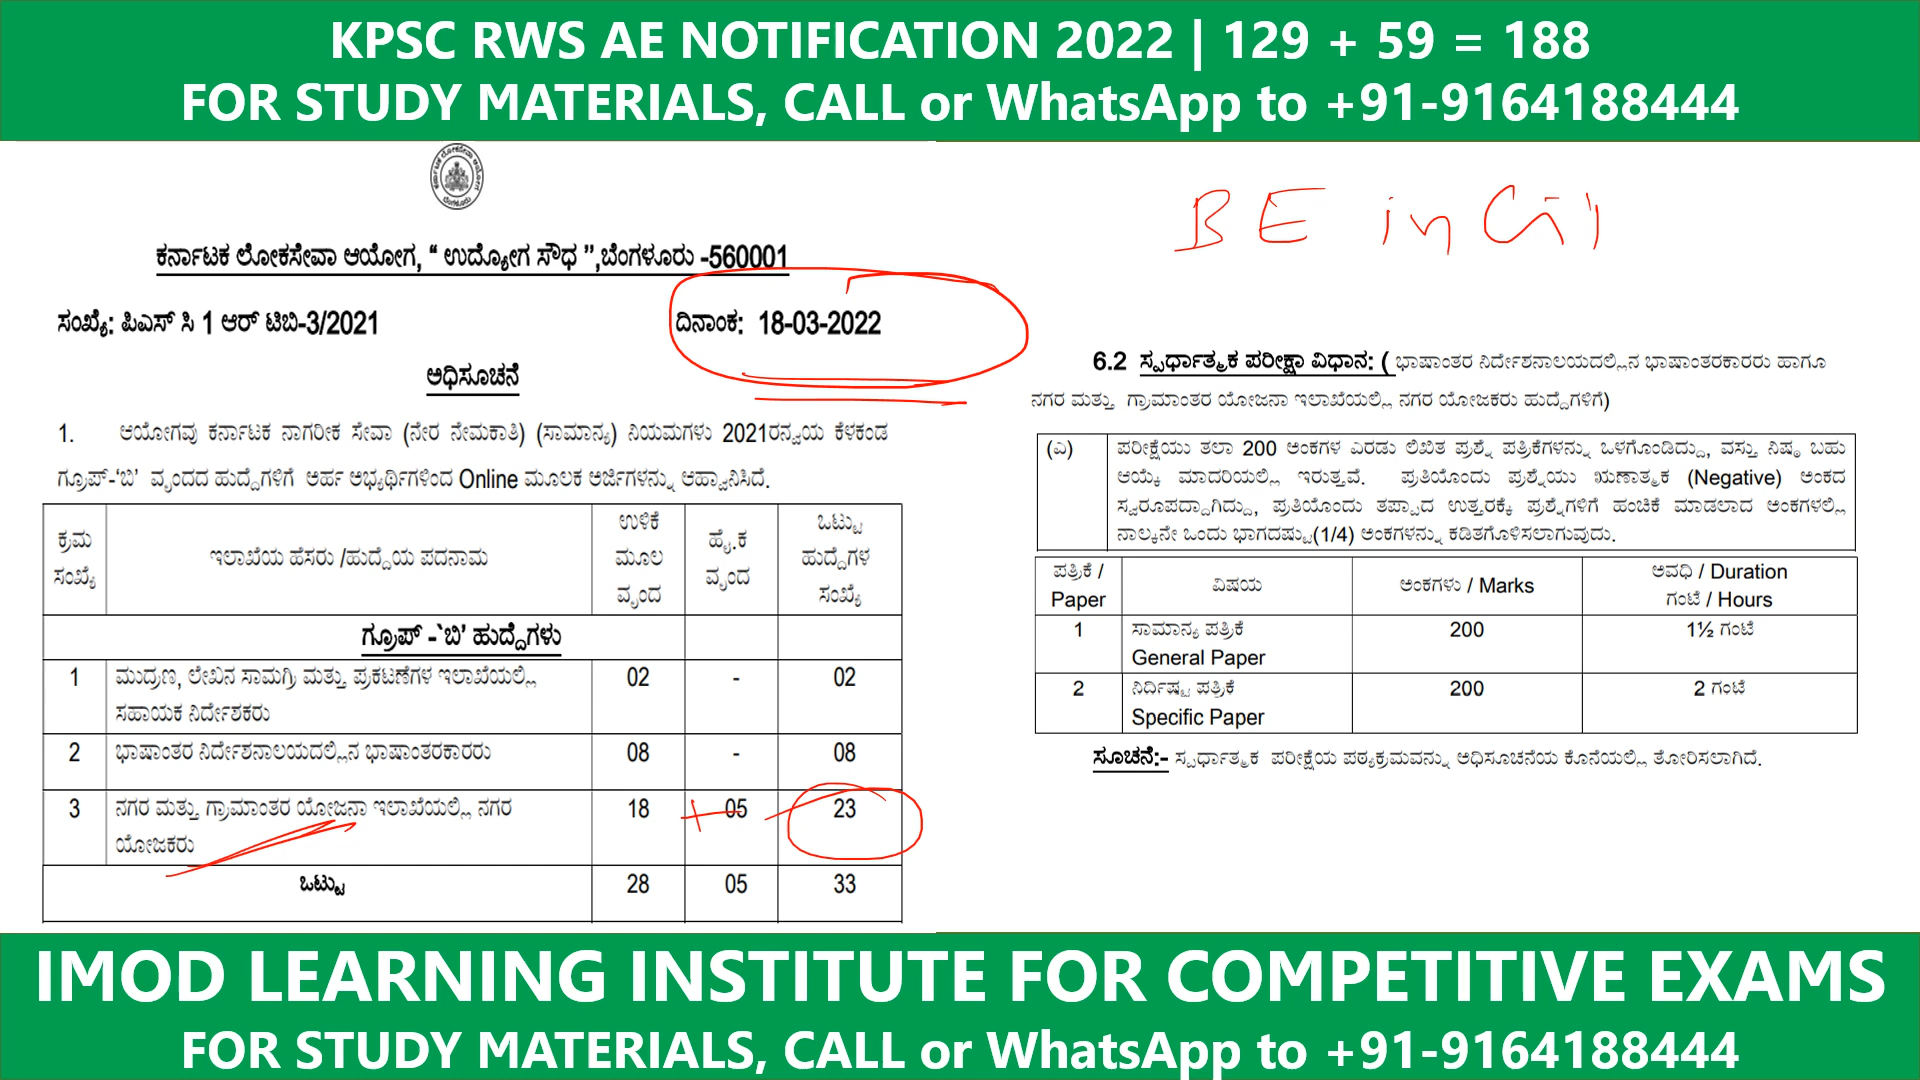 KPSC RWS AE NOTIFICATION 2022 | 129 + 59 = 188
FOR STUDY MATERIALS, CALL or WhatsApp to +91-9164188444
ಕರ್ನಾಟಕ ಲೋಕಸೇವಾ ಆಯೋಗ, “ ಉದ್ಯೋಗ ಸೌಧ ”,ಬೆಂಗಳೂರು -560001
ಸಂಖ್ಯೆ: ಪಿಎಸ್ ಸಿ 1 ಆರ್ ಟಿಬಿ-3/2021
ದಿನಾಂಕ: 18-03-2022
ಅಧಿಸೂಚನೆ
1. ಆಯೋಗವು ಕರ್ನಾಟಕ ನಾಗರೀಕ ಸೇವಾ (ನೇರ ನೇಮಕಾತಿ) (ಸಾಮಾನ್ಯ) ನಿಯಮಗಳು 2021ರನ್ವಯ ಕೆಳಕಂಡ
ಗ್ರೂಪ್-‘ಬಿ’ ವೃಂದದ ಹುದ್ದೆಗಳಿಗೆ ಅರ್ಹ ಅಭ್ಯರ್ಥಿಗಳಿಂದ Online ಮೂಲಕ ಅರ್ಜಿಗಳನ್ನು ಆಹ್ವಾನಿಸಿದೆ.
ಕ್ರಮ ಸಂಖ್ಯೆ ಇಲಾಖೆಯ ಹೆಸರು /ಹುದ್ದೆಯ ಪದನಾಮ ಉಳಿಕೆ ಮೂಲ ವೃಂದ ಹೈ.ಕ ವೃಂದ ಒಟ್ಟು ಹುದ್ದೆಗಳ ಸಂಖ್ಯೆ
ಗ್ರೂಪ್ -`ಬಿ’ ಹುದ್ದೆಗಳು
1 ಮುದ್ರಣ, ಲೇಖನ ಸಾಮಗ್ರಿ ಮತ್ತು ಪ್ರಕಟಣೆಗಳ ಇಲಾಖೆಯಲ್ಲಿ 02 - 02
ಸಹಾಯಕ ನಿರ್ದೇಶಕರು
2 ಭಾಷಾಂತರ ನಿರ್ದೇಶನಾಲಯದಲ್ಲಿನ ಭಾಷಾಂತರಕಾರರು 08 - 08
3 ನಗರ ಮತ್ತು ಗ್ರಾಮಾಂತರ ಯೋಜನಾ ಇಲಾಖೆಯಲ್ಲಿ ನಗರ 18 05 23
ಯೋಜಕರು
ಒಟ್ಟು 28 05 33
BE in
6.2 ಸ್ಪರ್ಧಾತ್ಮಕ ಪರೀಕ್ಷಾ ವಿಧಾನ: ( ಭಾಷಾಂತರ ನಿರ್ದೇಶನಾಲಯದಲ್ಲಿನ ಭಾಷಾಂತರಕಾರರು ಹಾಗೂ
ನಗರ ಮತ್ತು ಗ್ರಾಮಾಂತರ ಯೋಜನಾ ಇಲಾಖೆಯಲ್ಲಿ ನಗರ ಯೋಜಕರು ಹುದ್ದೆಗಳಿಗೆ)
(ಎ) ಪರೀಕ್ಷೆಯು ತಲಾ 200 ಅಂಕಗಳ ಎರಡು ಲಿಖಿತ ಪ್ರಶ್ನೆ ಪತ್ರಿಕೆಗಳನ್ನು ಒಳಗೊಂಡಿದ್ದು, ವಸ್ತು ನಿಷ್ಠ ಬಹು
ಆಯ್ಕೆ ಮಾದರಿಯಲ್ಲಿ ಇರುತ್ತವೆ. ಪ್ರತಿಯೊಂದು ಪ್ರಶ್ನೆಯು ಋಣಾತ್ಮಕ (Negative) ಅಂಕದ
ಸ್ವರೂಪದ್ದಾಗಿದ್ದು, ಪ್ರತಿಯೊಂದು ತಪ್ಪಾದ ಉತ್ತರಕ್ಕೆ ಪ್ರಶ್ನೆಗಳಿಗೆ ಹಂಚಿಕೆ ಮಾಡಲಾದ ಅಂಕಗಳಲ್ಲಿ
ನಾಲ್ಕನೇ ಒಂದು ಭಾಗದಷ್ಟು(1/4) ಅಂಕಗಳನ್ನು ಕಡಿತಗೊಳಿಸಲಾಗುವುದು.
ಪತ್ರಿಕೆ / Paper ವಿಷಯ ಅಂಕಗಳು / Marks ಅವಧಿ / Duration ಗಂಟೆ / Hours
1 ಸಾಮಾನ್ಯ ಪತ್ರಿಕೆ 200 1½ ಗಂಟೆ
General Paper
2 ನಿರ್ದಿಷ್ಟ ಪತ್ರಿಕೆ 200 2 ಗಂಟೆ
Specific Paper
ಸೂಚನೆ:- ಸ್ಪರ್ಧಾತ್ಮಕ ಪರೀಕ್ಷೆಯ ಪಠ್ಯಕ್ರಮವನ್ನು ಅಧಿಸೂಚನೆಯ ಕೊನೆಯಲ್ಲಿ ತೋರಿಸಲಾಗಿದೆ.
IMOD LEARNING INSTITUTE FOR COMPETITIVE EXAMS
FOR STUDY MATERIALS, CALL or WhatsApp to +91-9164188444